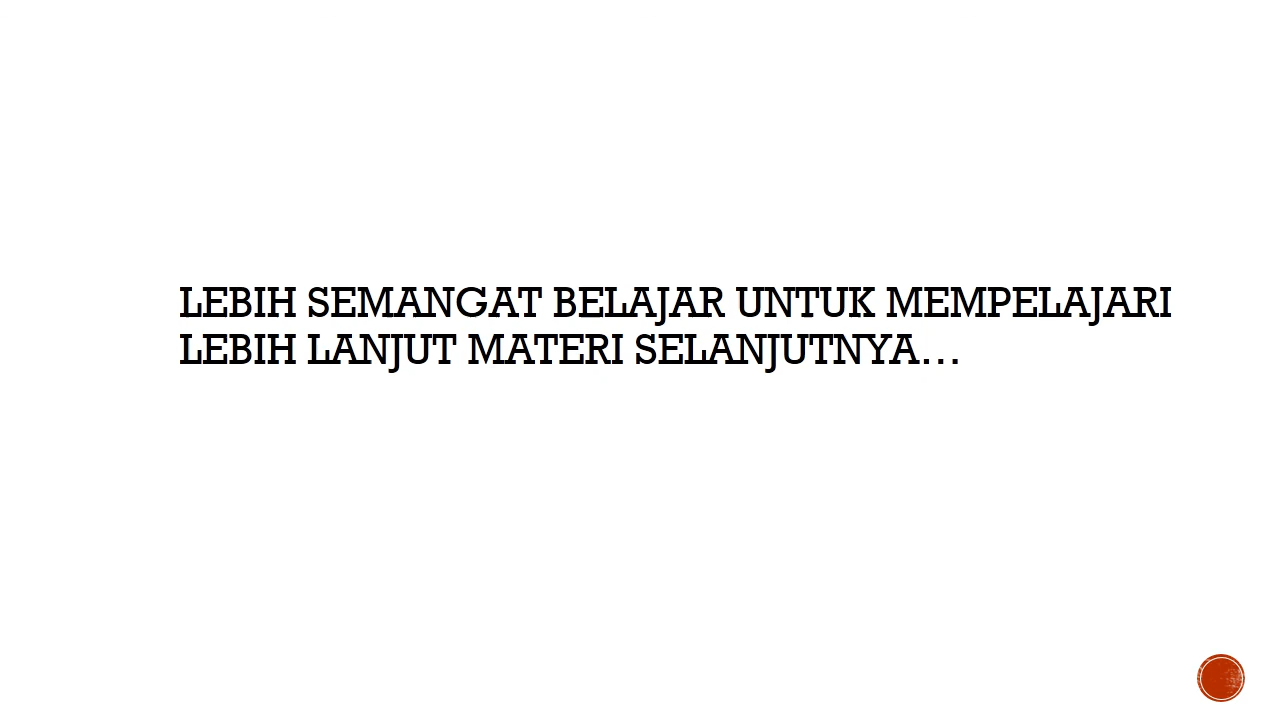 LEBIH SEMANGAT BELAJAR UNTUK MEMPELAJARI
LEBIH LANJUT MATERI SELANJUTNYA...